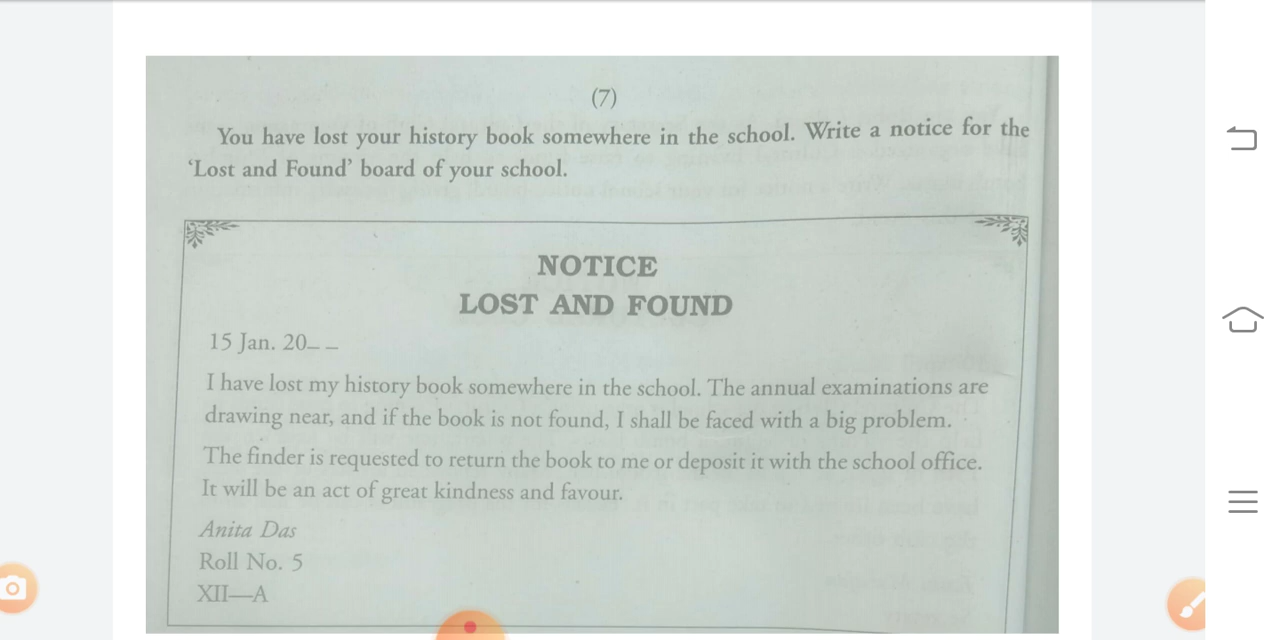 (7)
You have lost your history book somewhere in the school. Write a notice for the
‘Lost and Found’ board of your school.
NOTICE
LOST AND FOUND
15 Jan. 20– –
I have lost my history book somewhere in the school. The annual examinations are
drawing near, and if the book is not found, I shall be faced with a big problem.
The finder is requested to return the book to me or deposit it with the school office.
It will be an act of great kindness and favour.
Anita Das
Roll No. 5
XII—A